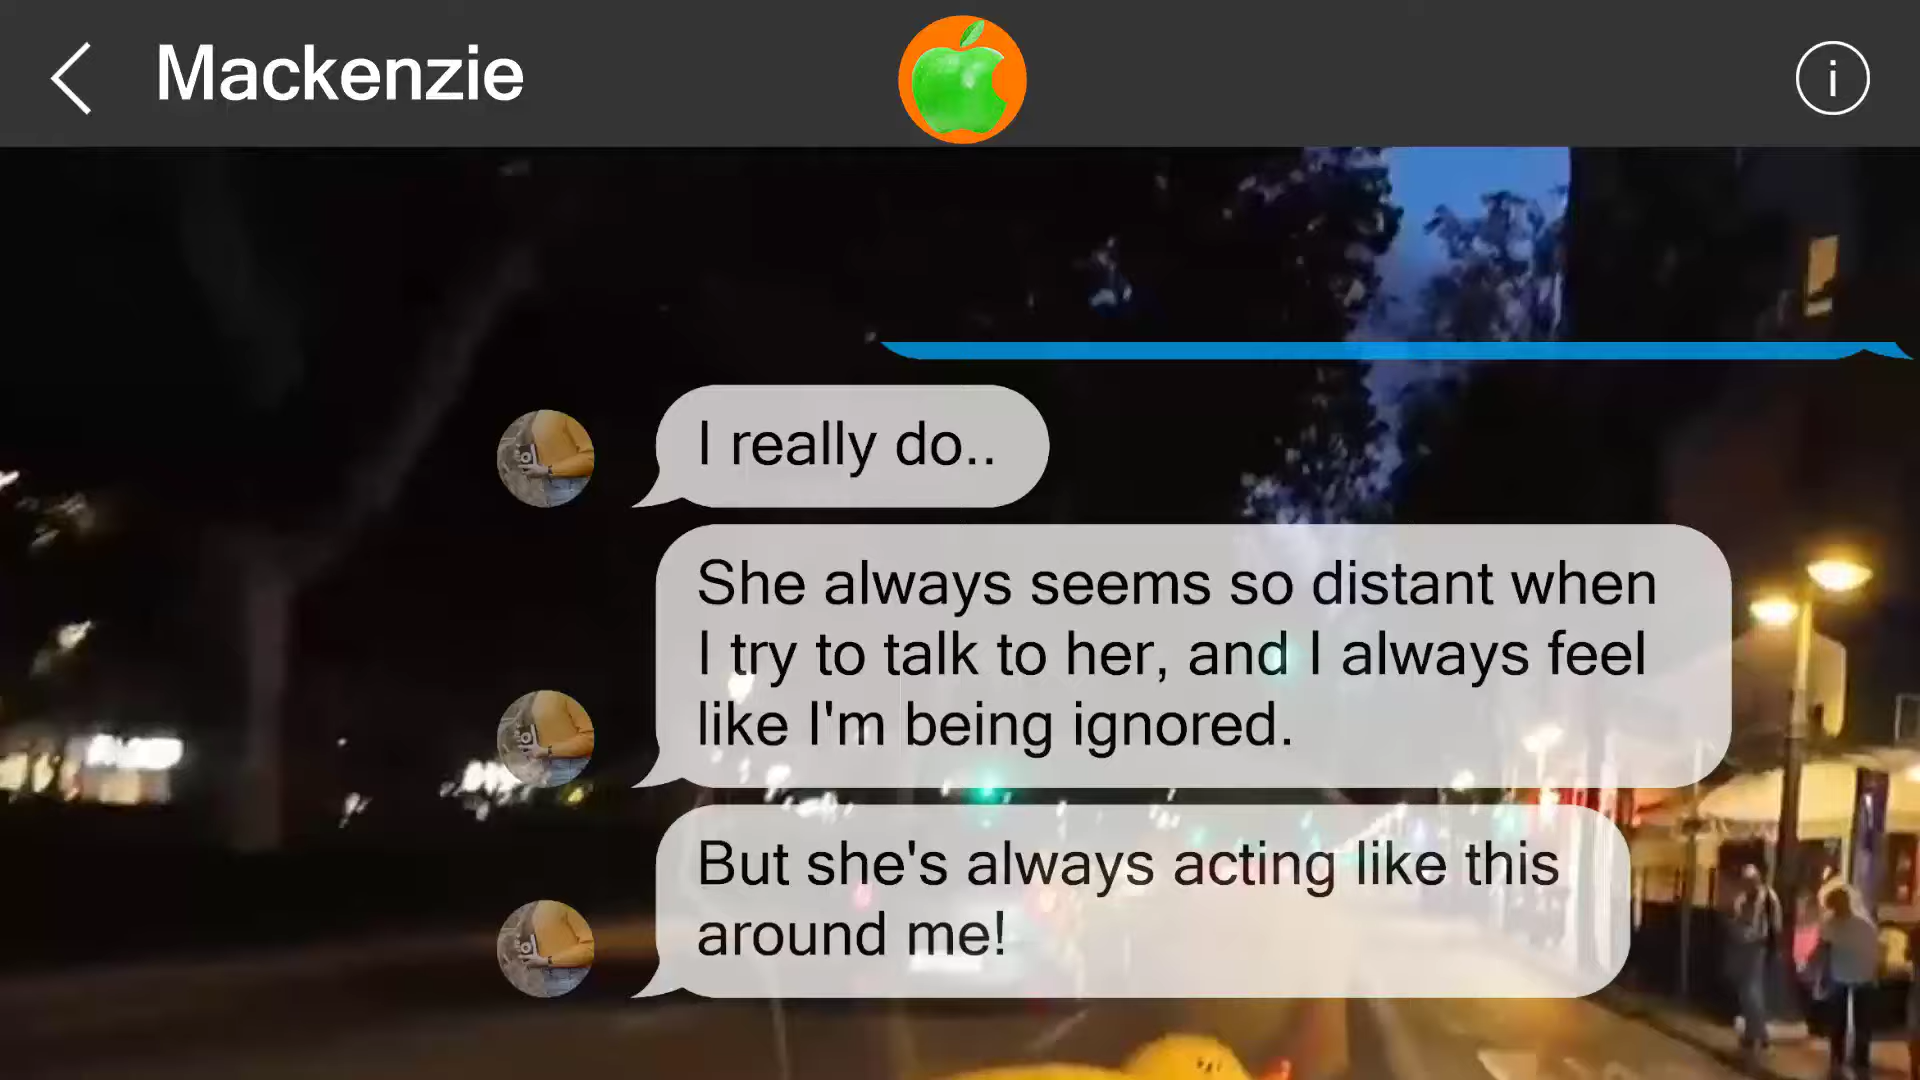 Mackenzie
i
I really do..
She always seems so distant when
I try to talk to her, and I always feel
like I'm being ignored.
But she's always acting like this
around me!